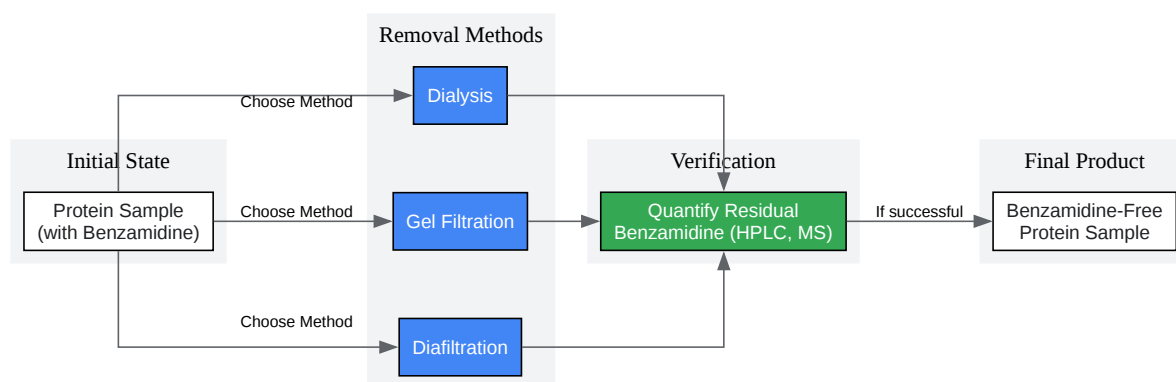 Removal Methods
Choose Method
Dialysis
Initial State
Protein Sample
(with Benzamidine)
Choose Method
Gel Filtration
Verification
Quantify Residual
Benzamidine (HPLC, MS)
If successful
Final Product
Benzamidine-Free
Protein Sample
Choose Method
Diafiltration